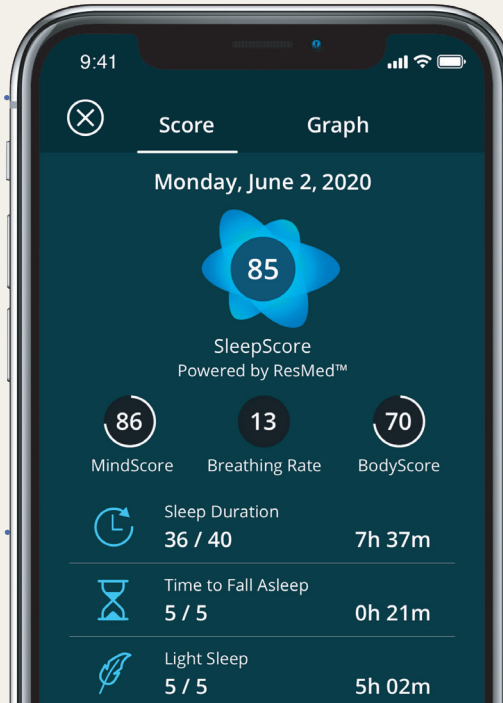 9:41
Score Graph
Monday, June 2, 2020
85
SleepScore
Powered by ResMed™
86 13 70
MindScore Breathing Rate BodyScore
Sleep Duration
36 / 40 7h 37m
Time to Fall Asleep
5 / 5 0h 21m
Light Sleep
5 / 5 5h 02m